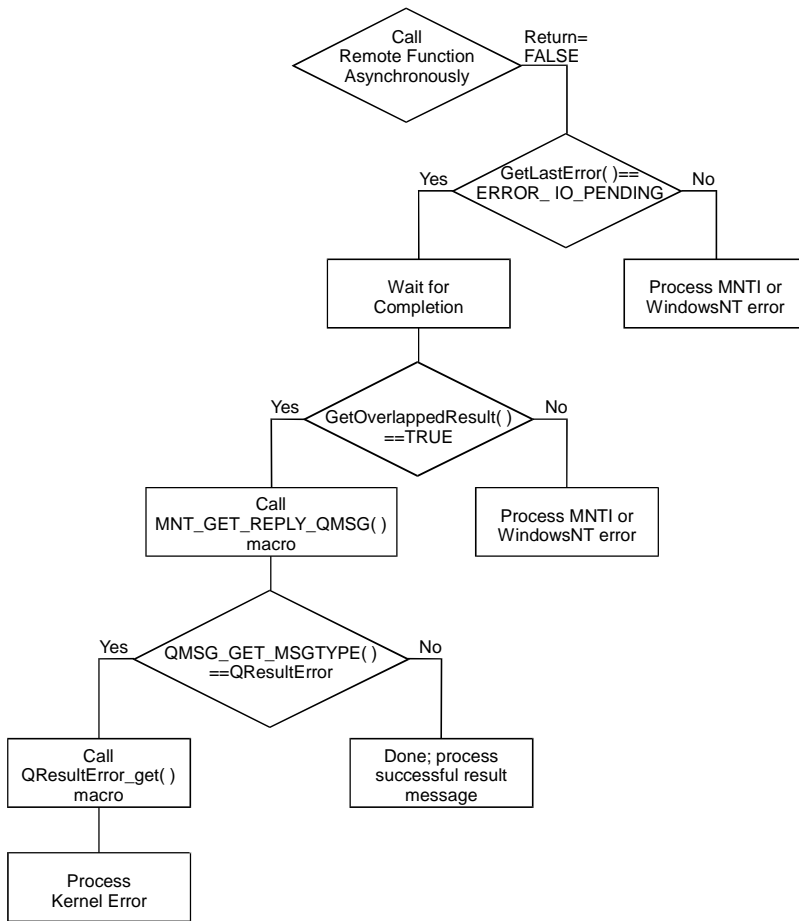 Call
Remote Function
Asynchronously
Return=
FALSE
GetLastError( )==
ERROR_ IO_PENDING
Yes
No
Wait for
Completion
Process MNTI or
WindowsNT error
GetOverlappedResult( )
==TRUE
Yes
No
Call
MNT_GET_REPLY_QMSG( )
macro
Process MNTI or
WindowsNT error
QMSG_GET_MSGTYPE( )
==QResultError
Yes
No
Call
QResultError_get( )
macro
Done; process
successful result
message
Process
Kernel Error